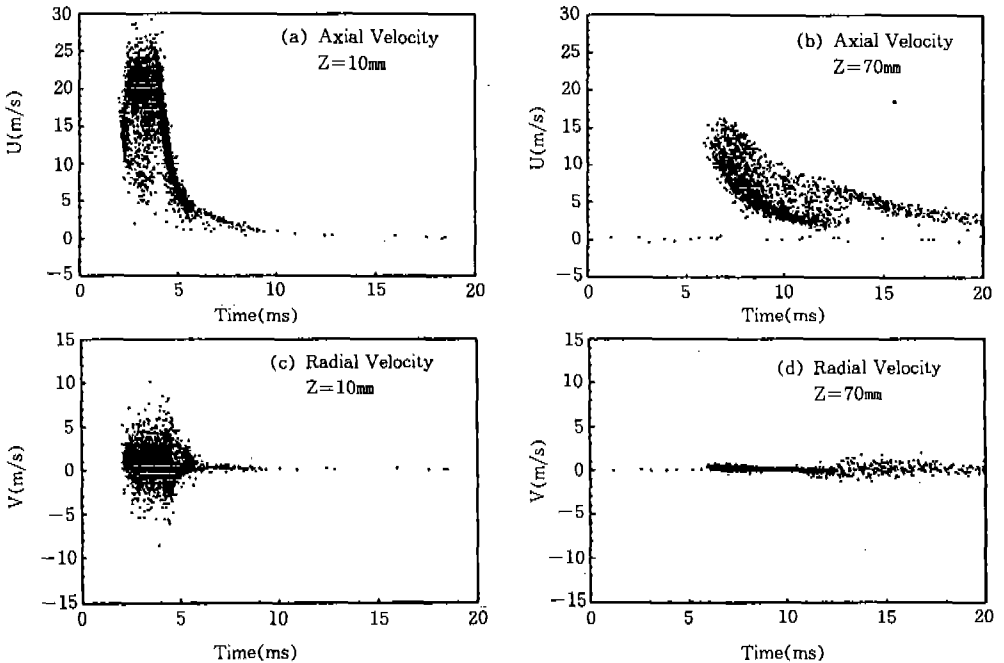 30
25
20
15
10
5
0
−5
U(m/s)
(a) Axial Velocity
Z=10mm
0 5 10 15 20
Time(ms)
30
25
20
15
10
5
0
−5
U(m/s)
(b) Axial Velocity
Z=70mm
0 5 10 15 20
Time(ms)
15
10
5
0
−5
−10
−15
V(m/s)
(c) Radial Velocity
Z=10mm
0 5 10 15 20
Time(ms)
15
10
5
0
−5
−10
−15
V(m/s)
(d) Radial Velocity
Z=70mm
0 5 10 15 20
Time(ms)